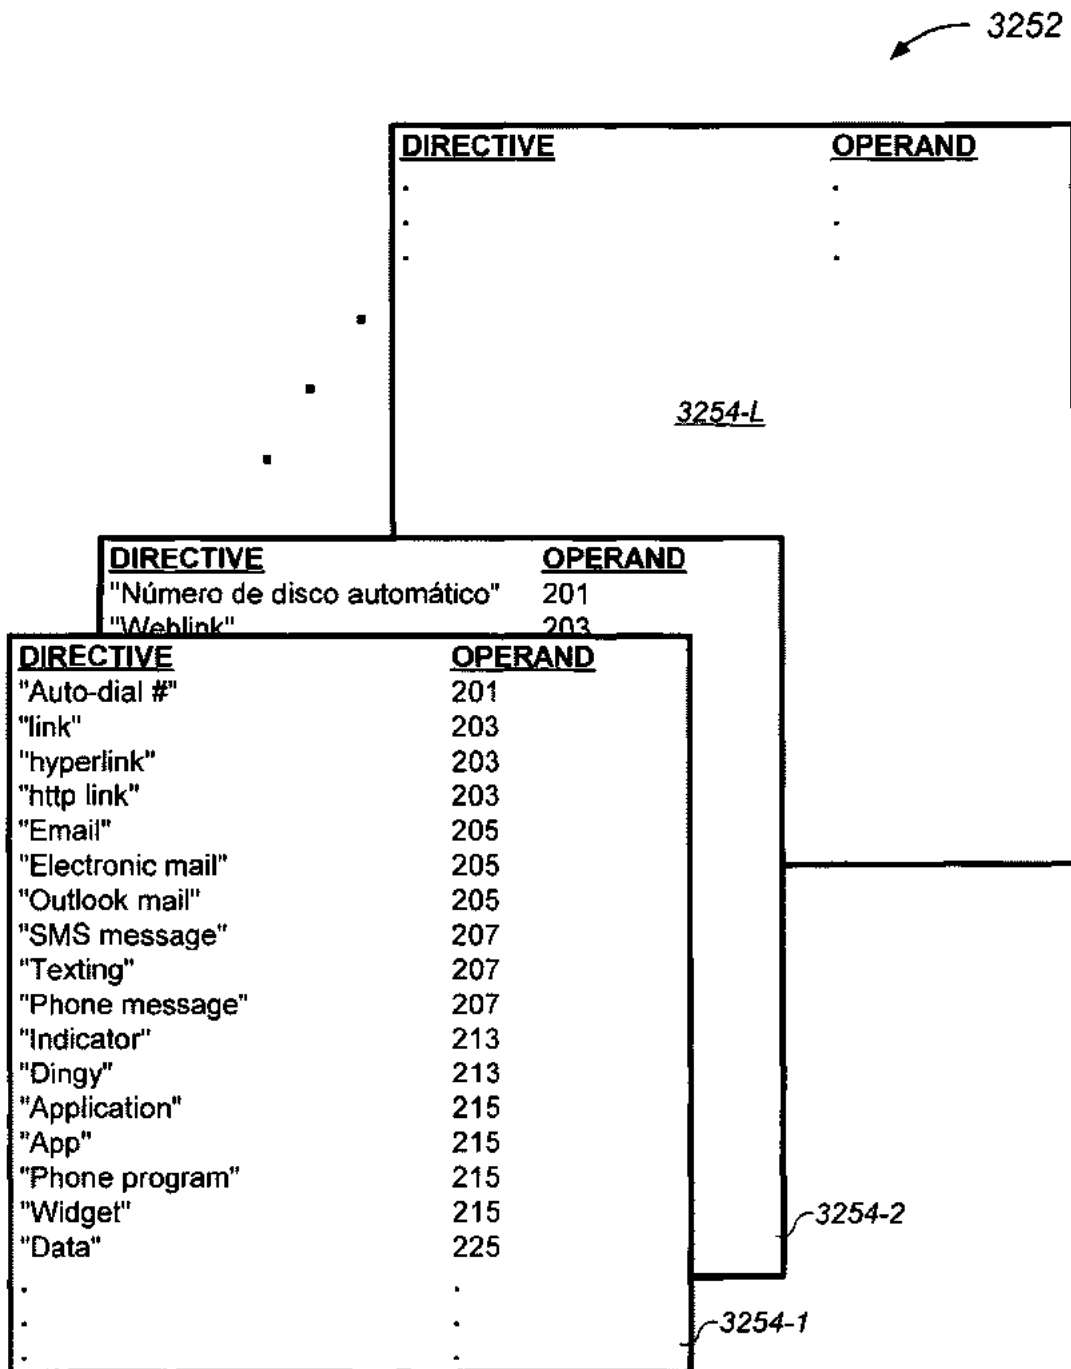 3252
DIRECTIVE OPERAND
3254-L
DIRECTIVE OPERAND
"Número de disco automático" 201
"Weblink" 203
DIRECTIVE OPERAND
"Auto-dial #" 201
"link" 203
"hyperlink" 203
"http link" 203
"Email" 205
"Electronic mail" 205
"Outlook mail" 205
"SMS message" 207
"Texting" 207
"Phone message" 207
"Indicator" 213
"Dingy" 213
"Application" 215
"App" 215
"Phone program" 215
"Widget" 215
"Data" 225
3254-2
3254-1